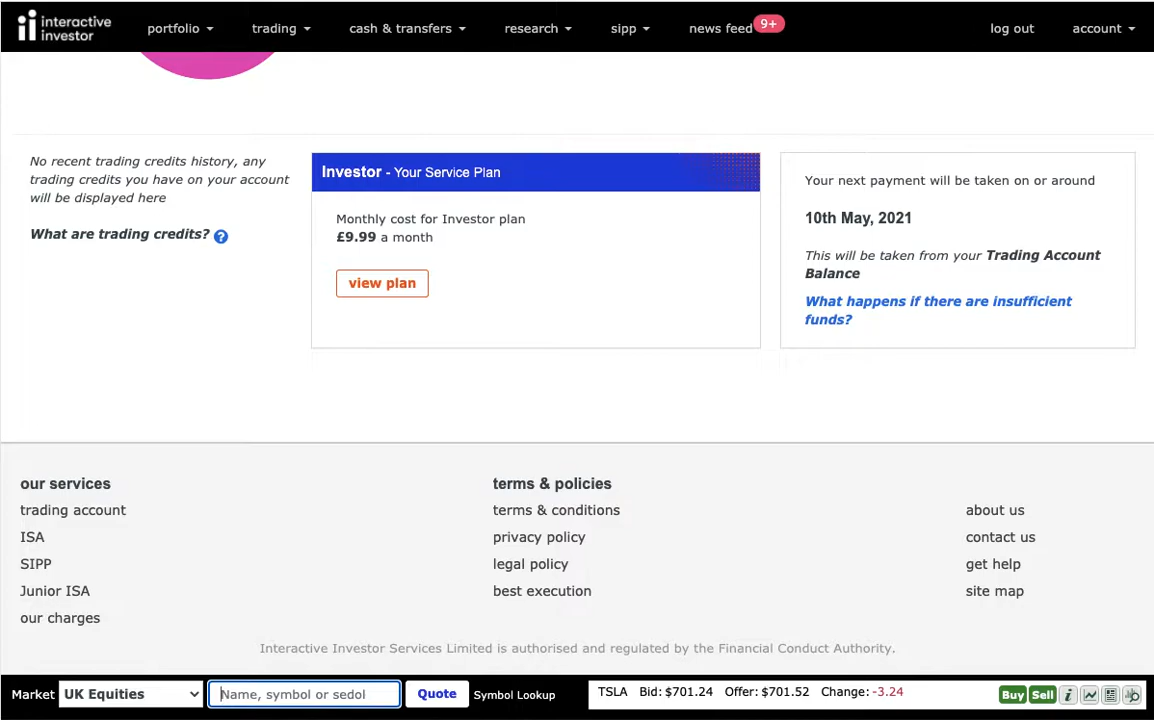 interactive
investor
portfolio
trading
cash & transfers
research
sipp
news feed
9+
log out
account
No recent trading credits history, any
trading credits you have on your account
will be displayed here
What are trading credits? ?
Investor - Your Service Plan
Monthly cost for Investor plan
£9.99 a month
view plan
Your next payment will be taken on or around
10th May, 2021
This will be taken from your Trading Account
Balance
What happens if there are insufficient
funds?
our services
trading account
ISA
SIPP
Junior ISA
our charges
terms & policies
terms & conditions
privacy policy
legal policy
best execution
about us
contact us
get help
site map
Interactive Investor Services Limited is authorised and regulated by the Financial Conduct Authority.
Market UK Equities Name, symbol or sedol Quote Symbol Lookup TSLA Bid: $701.24 Offer: $701.52 Change: -3.24 Buy Sell i